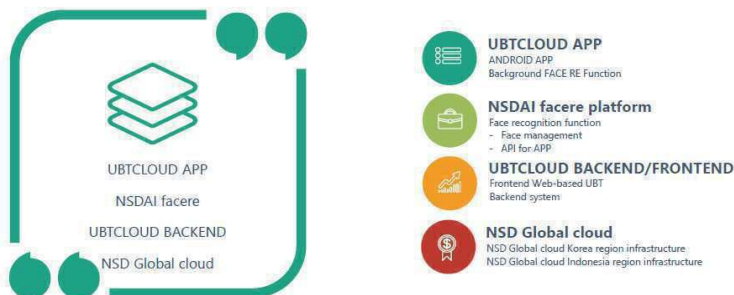 UBTCLOUD APP
NSDAI facere
UBTCLOUD BACKEND
NSD Global cloud
UBTCLOUD APP
ANDROID APP
Background FACE RE Function
NSDAI facere platform
Face recognition function
- Face management
- API for APP
UBTCLOUD BACKEND/FRONTEND
Frontend Web-based UBT
Backend system
NSD Global cloud
NSD Global cloud Korea region infrastructure
NSD Global cloud Indonesia region infrastructure